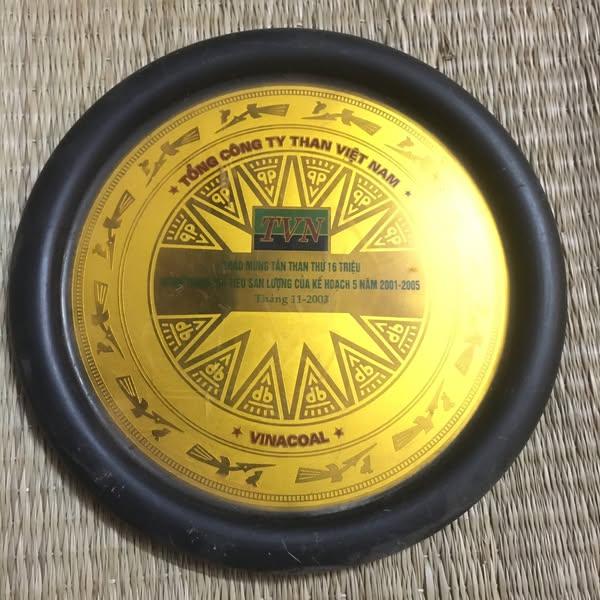 ★ TỔNG CÔNG TY THAN VIỆT NAM ★
TVN
CHÀO MỪNG TẤN THAN THỨ 16 TRIỆU
TIÊU SẢN LƯỢNG CỦA KẾ HOẠCH 5 NĂM 2001-2005
Tháng 11-2003
★ VINACOAL ★